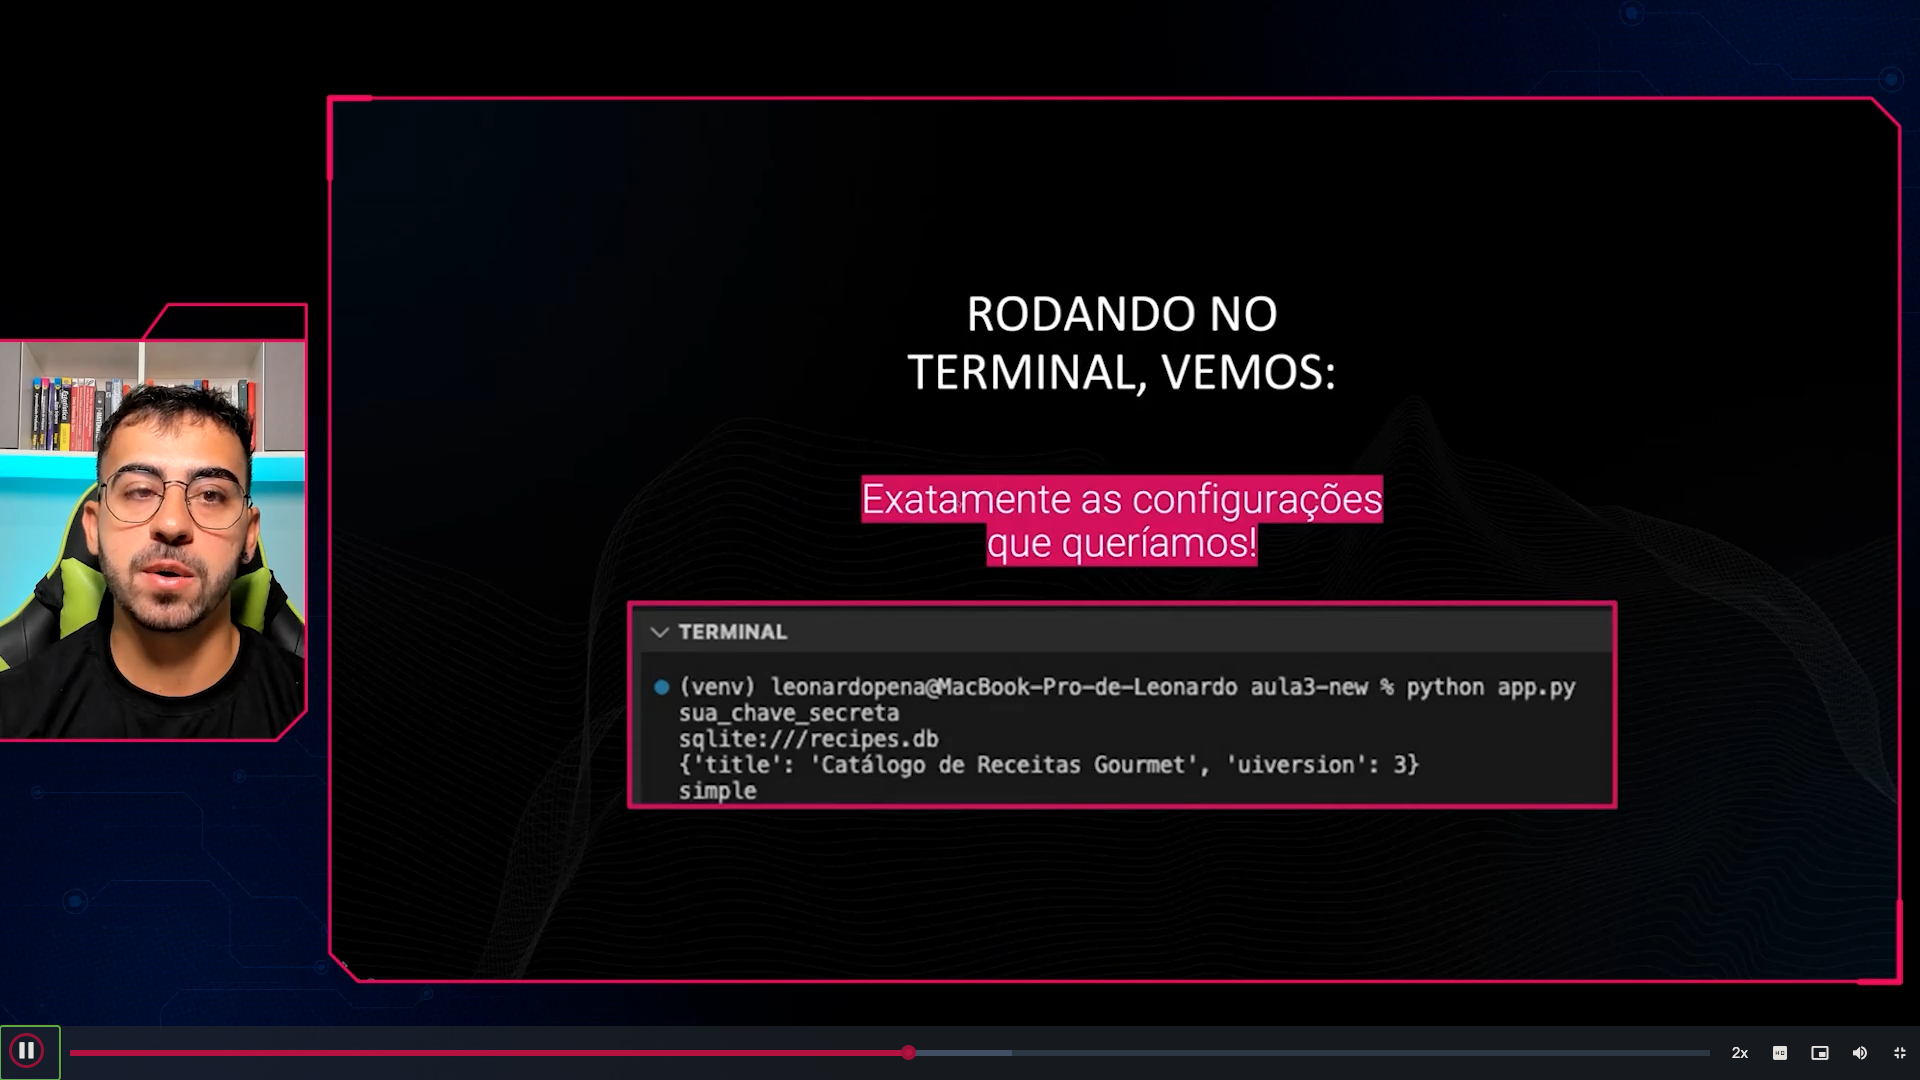 RODANDO NO
TERMINAL, VEMOS:
Exatamente as configurações
que queríamos!
TERMINAL
(venv) leonardopena@MacBook-Pro-de-Leonardo aula3-new % python app.py
sua_chave_secreta
sqlite:///recipes.db
{'title': 'Catálogo de Receitas Gourmet', 'uiversion': 3}
simple
2x
HD